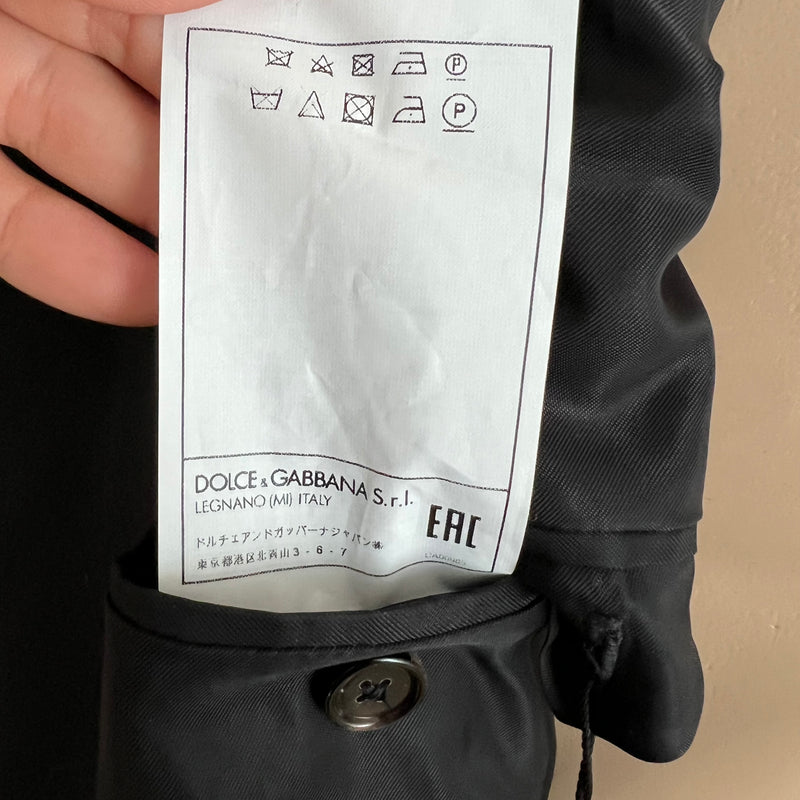 DOLCE & GABBANA S.r.l.
LEGNANO (MI) ITALY
EAC
ドルチェアンドガッバーナジャパン㈱
東京都港区北青山3-6-7